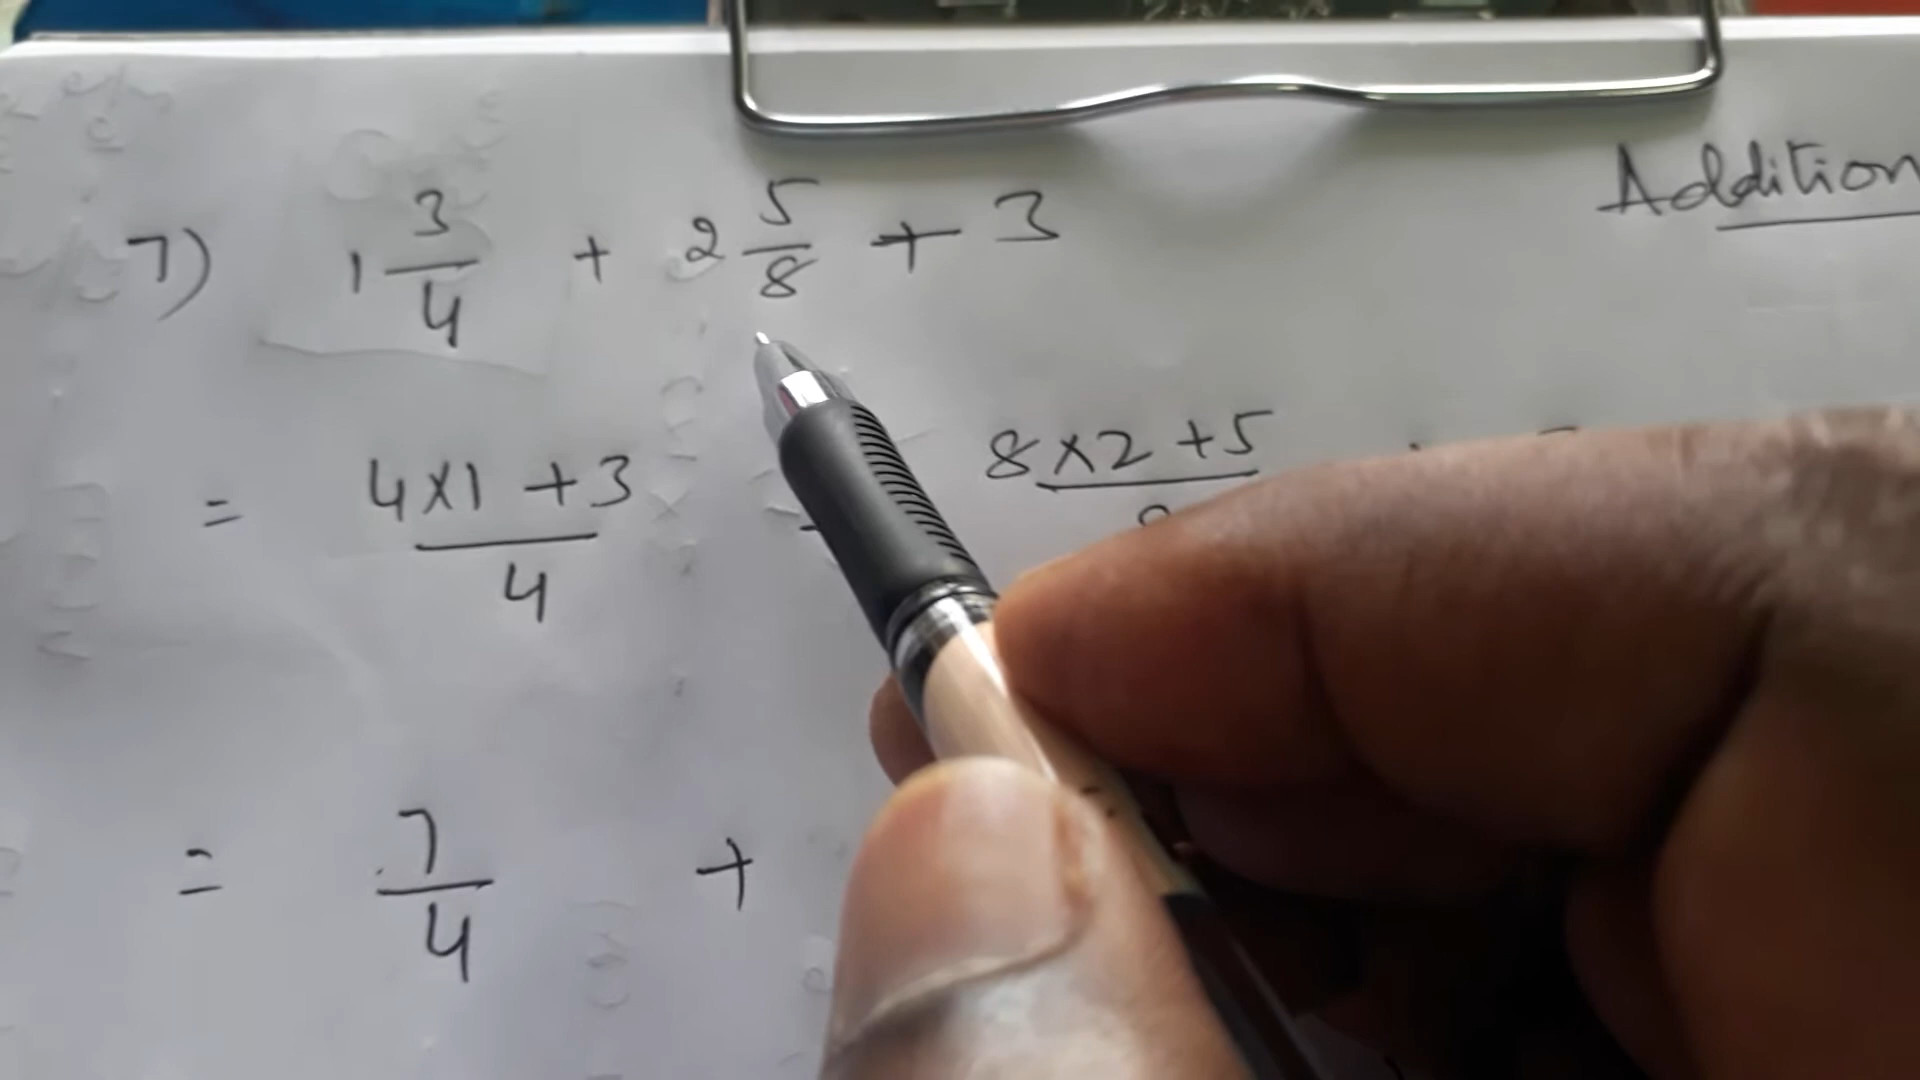 Addition
7) 1 3/4 + 2 5/8 + 3
= 4×1 +3/4 8×2 +5
= 7/4 +